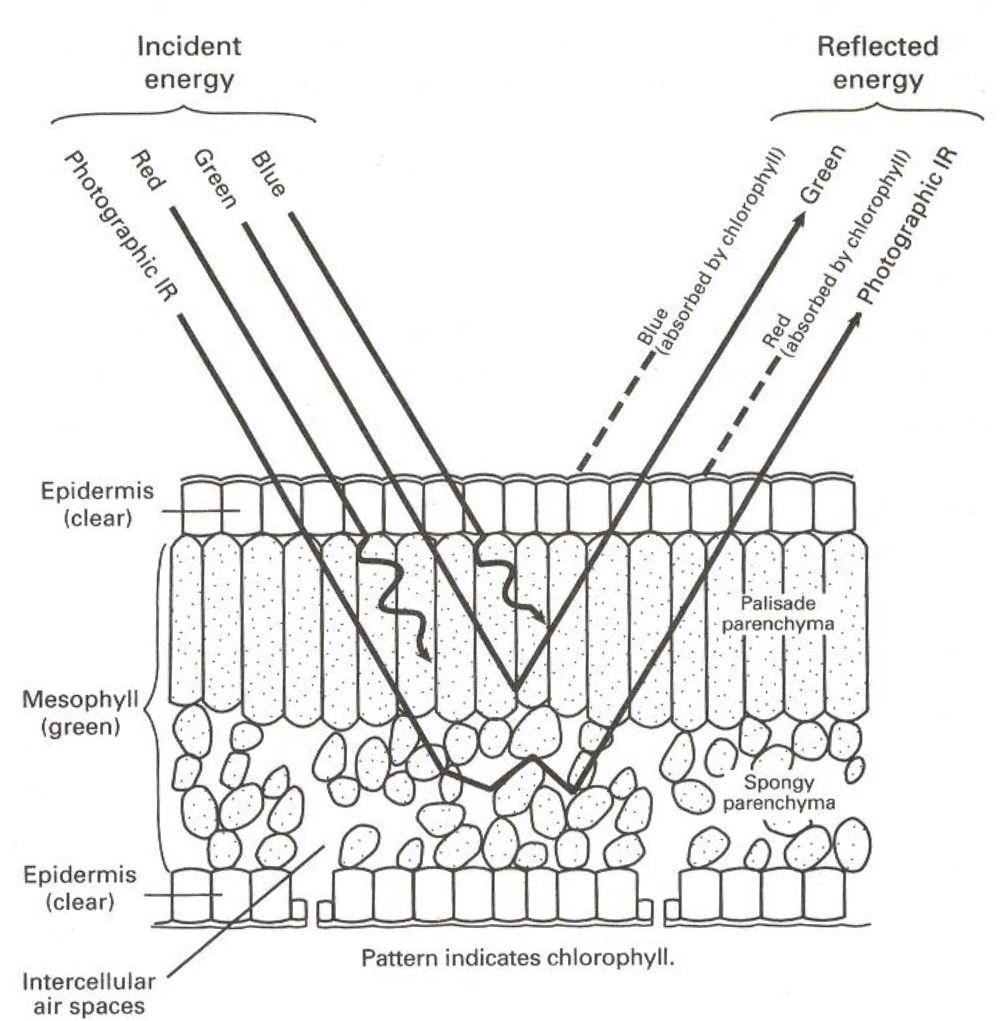 Incident
energy
Reflected
energy
Photographic IR
Red
Green
Blue
Blue
(absorbed by chlorophyll)
Green
Red
(absorbed by chlorophyll)
Photographic IR
Epidermis
(clear)
Palisade
parenchyma
Mesophyll
(green)
Spongy
parenchyma
Epidermis
(clear)
Pattern indicates chlorophyll.
Intercellular
air spaces